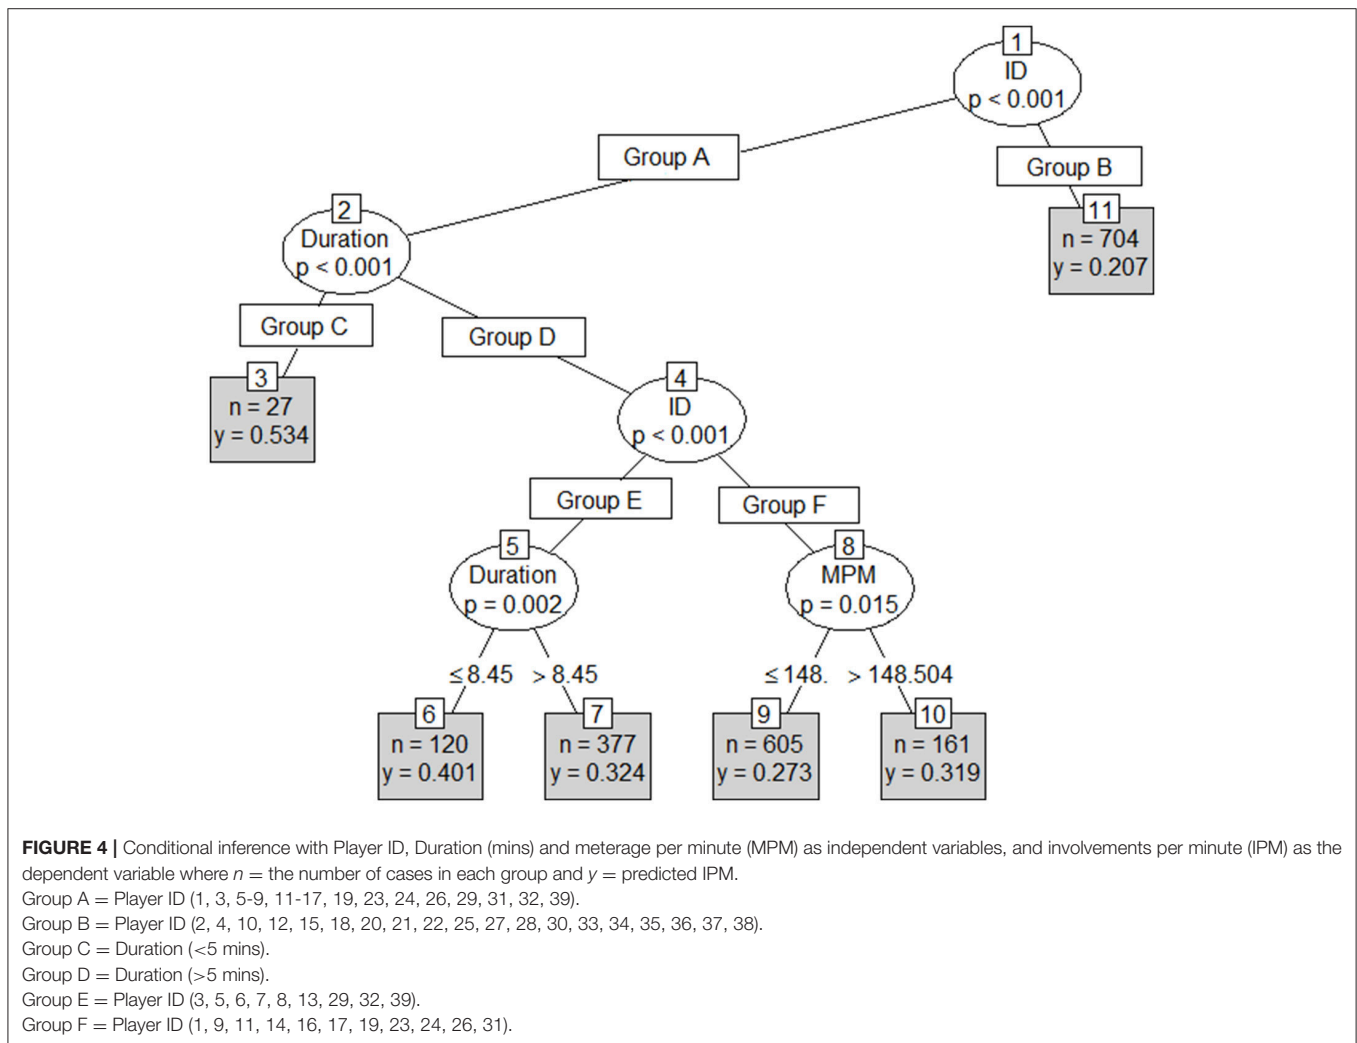 1
ID
p < 0.001
Group A
Group B
2
Duration
p < 0.001
11
n = 704
y = 0.207
Group C
Group D
3
n = 27
y = 0.534
4
ID
p < 0.001
Group E
Group F
5
Duration
p = 0.002
8
MPM
p = 0.015
≤ 8.45 > 8.45
≤ 148. > 148.504
6
n = 120
y = 0.401
7
n = 377
y = 0.324
9
n = 605
y = 0.273
10
n = 161
y = 0.319
FIGURE 4 | Conditional inference with Player ID, Duration (mins) and meterage per minute (MPM) as independent variables, and involvements per minute (IPM) as the
dependent variable where n = the number of cases in each group and y = predicted IPM.
Group A = Player ID (1, 3, 5-9, 11-17, 19, 23, 24, 26, 29, 31, 32, 39).
Group B = Player ID (2, 4, 10, 12, 15, 18, 20, 21, 22, 25, 27, 28, 30, 33, 34, 35, 36, 37, 38).
Group C = Duration (<5 mins).
Group D = Duration (>5 mins).
Group E = Player ID (3, 5, 6, 7, 8, 13, 29, 32, 39).
Group F = Player ID (1, 9, 11, 14, 16, 17, 19, 23, 24, 26, 31).